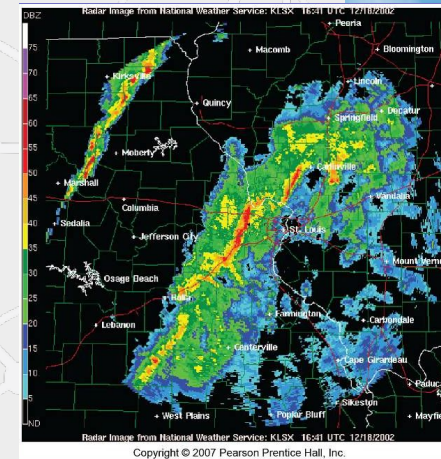 Radar Image from National Weather Service: KLSX 16:41 UTC 12/18/2002
DBZ
Peoria
Macomb
Bloomington
75
70
Kirksville
Lincoln
65
Quincy
Decatur
Springfield
60
55
Moberly
Carlinville
50
Marshall
Vandalia
45
Columbia
40
Sedalia
St. Louis
Jefferson City
35
Mount Vern
30
Osage Beach
25
Rolla
20
Farmington
Carbondale
Lebanon
15
Centerville
Cape Girardeau
10
Paduc
5
Sikeston
West Plains
Poplar Bluff
Mayfie
ND
Radar Image from National Weather Service: KLSX 16:41 UTC 12/18/2002
Copyright © 2007 Pearson Prentice Hall, Inc.